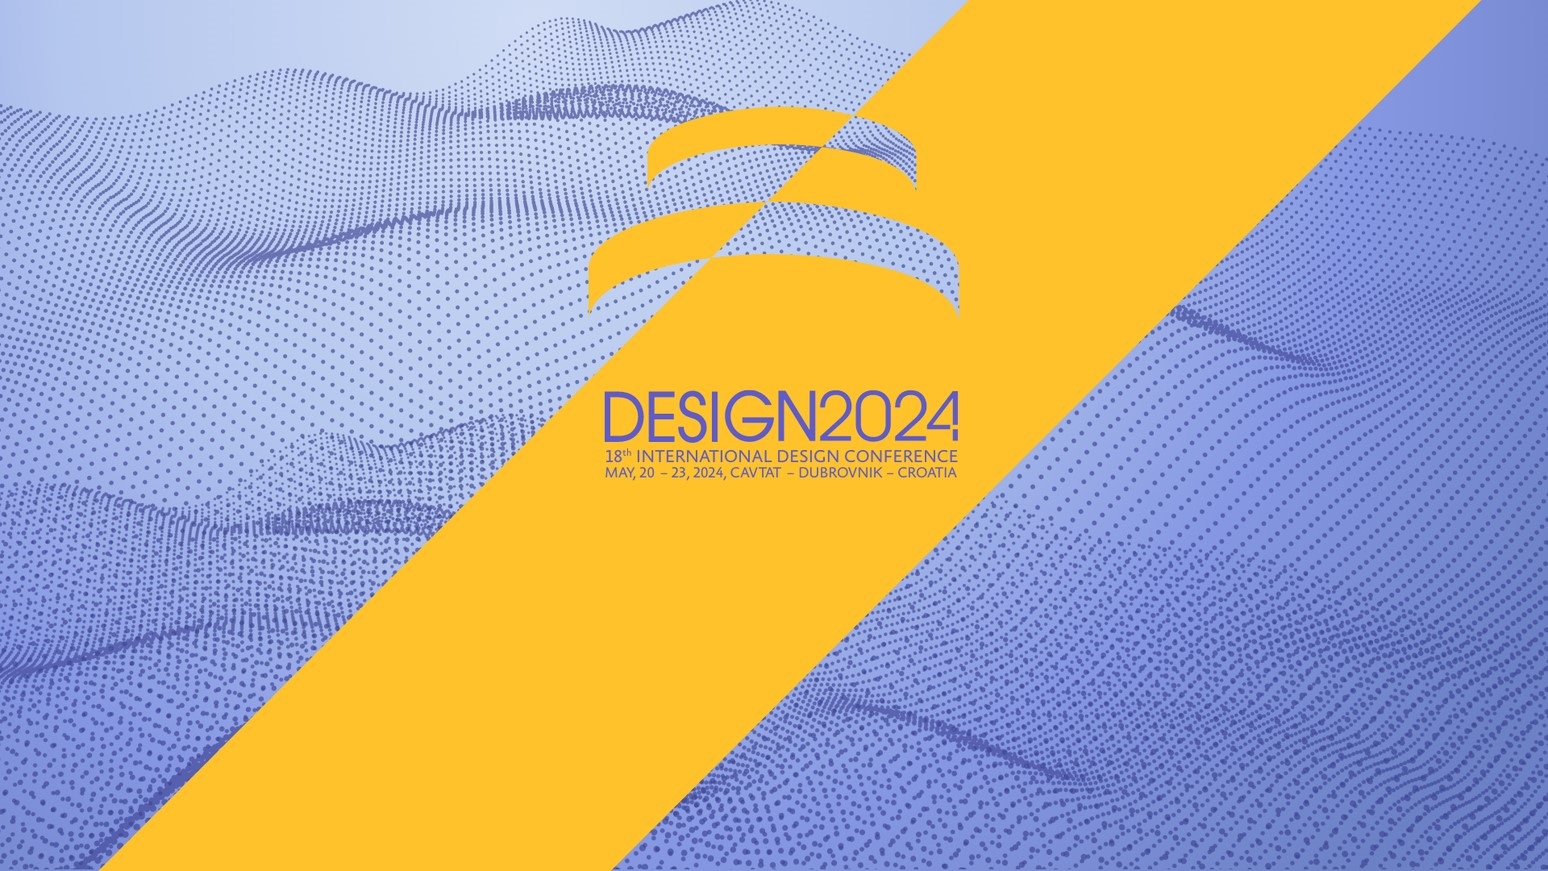 DESIGN2024
18th INTERNATIONAL DESIGN CONFERENCE
MAY, 20 – 23, 2024, CAVTAT – DUBROVNIK – CROATIA